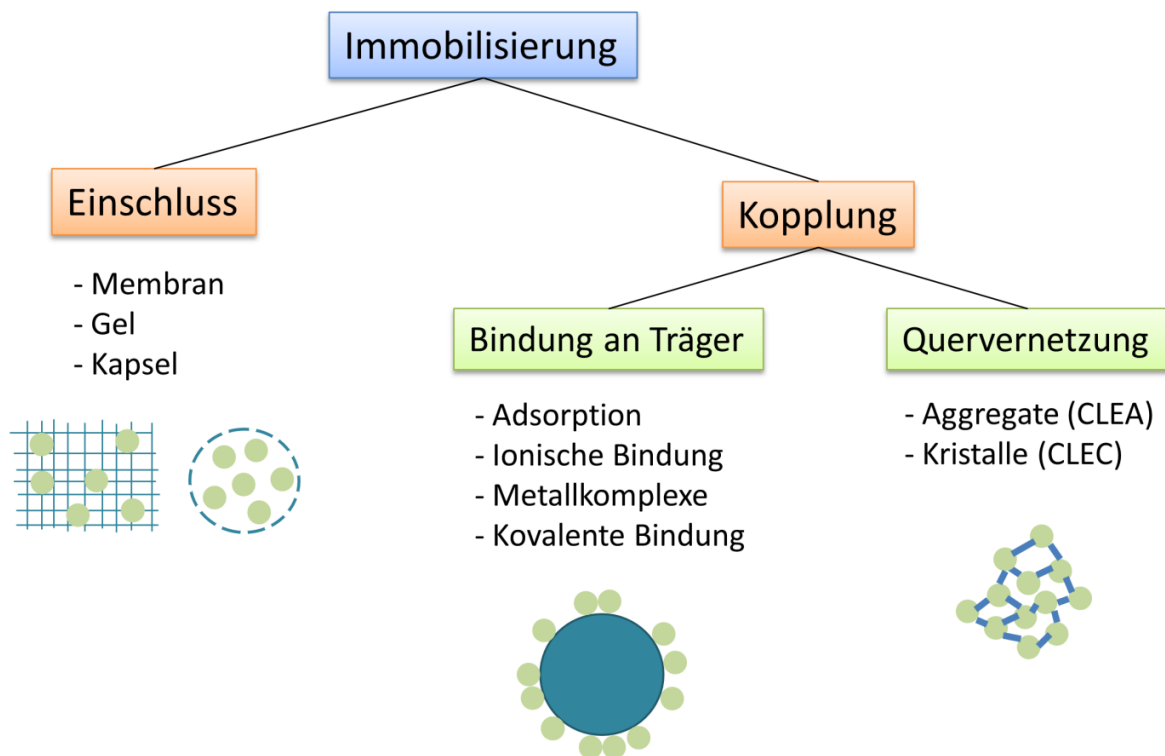 Immobilisierung
Einschluss
- Membran
- Gel
- Kapsel
Kopplung
Bindung an Träger
- Adsorption
- Ionische Bindung
- Metallkomplexe
- Kovalente Bindung
Quervernetzung
- Aggregate (CLEA)
- Kristalle (CLEC)